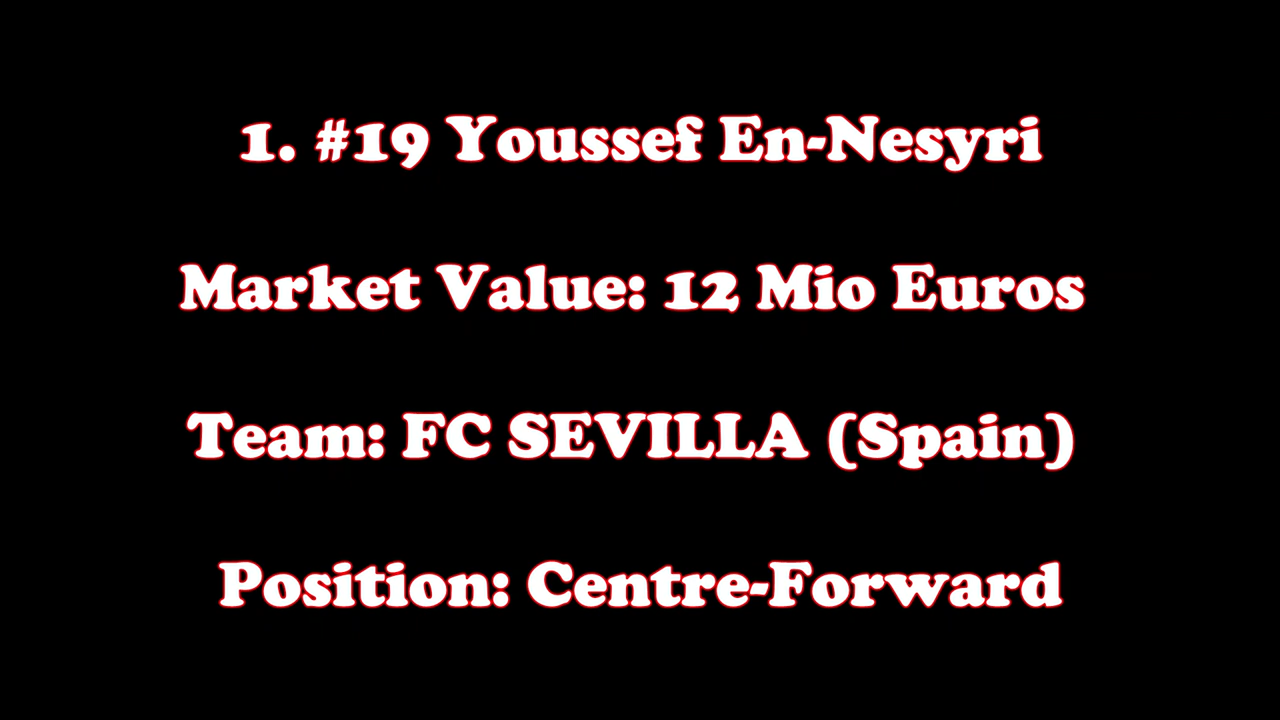 1. #19 Youssef En-Nesyri
Market Value: 12 Mio Euros
Team: FC SEVILLA (Spain)
Position: Centre-Forward